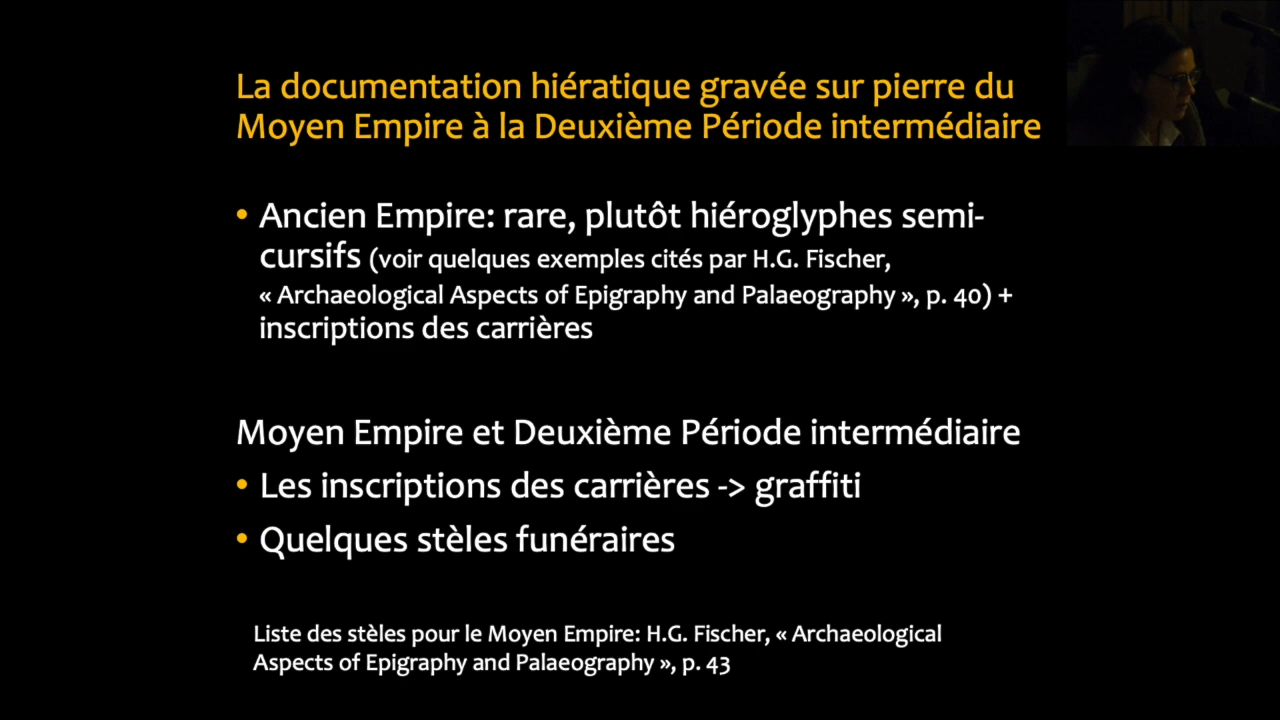 La documentation hiératique gravée sur pierre du
Moyen Empire à la Deuxième Période intermédiaire
• Ancien Empire: rare, plutôt hiéroglyphes semi-
cursifs (voir quelques exemples cités par H.G. Fischer,
« Archaeological Aspects of Epigraphy and Palaeography », p. 40) +
inscriptions des carrières
Moyen Empire et Deuxième Période intermédiaire
• Les inscriptions des carrières -> graffiti
• Quelques stèles funéraires
Liste des stèles pour le Moyen Empire: H.G. Fischer, « Archaeological
Aspects of Epigraphy and Palaeography », p. 43